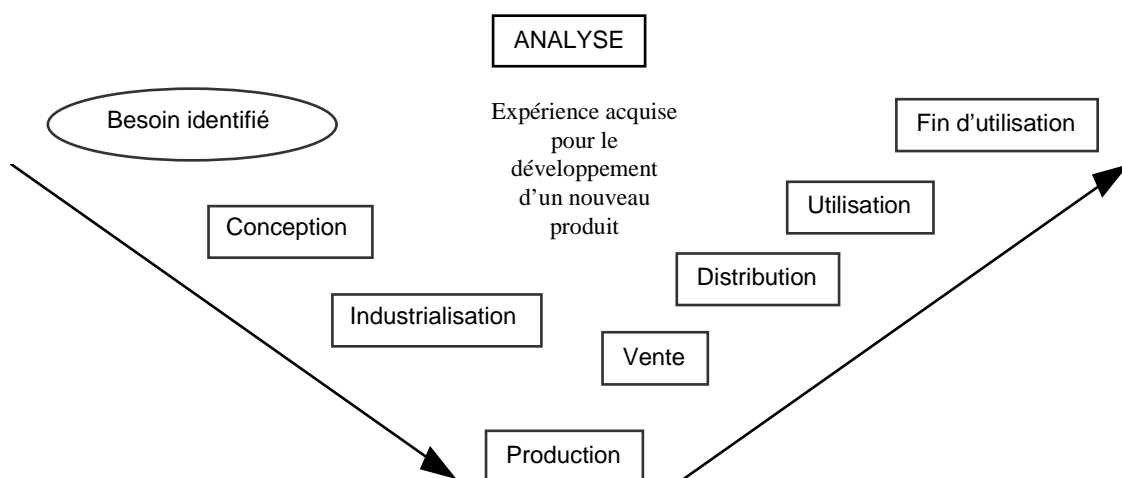 ANALYSE
Besoin identifié
Expérience acquise
pour le
développement
d’un nouveau
produit
Fin d’utilisation
Conception
Utilisation
Industrialisation
Distribution
Vente
Production